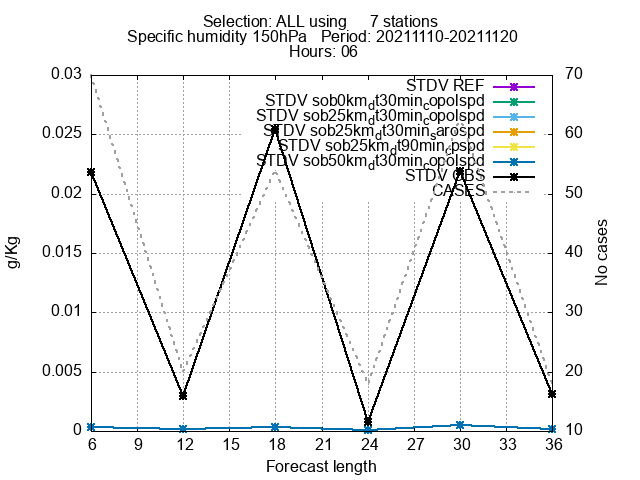 Selection: ALL using 7 stations
Specific humidity 150hPa Period: 20211110-20211120
Hours: 06
0.03
0.025
0.02
0.015
0.01
0.005
0
70
60
50
40
30
20
10
STDV REF
STDV sob0km_dt30min_copolspd
STDV sob25km_dt30min_copolspd
STDV sob25km_dt30min_sarospd
STDV sob25km_dt90min_cpspd
STDV sob50km_dt30min_copolspd
STDV OBS
CASES
g/Kg
No cases
6 9 12 15 18 21 24 27 30 33 36
Forecast length